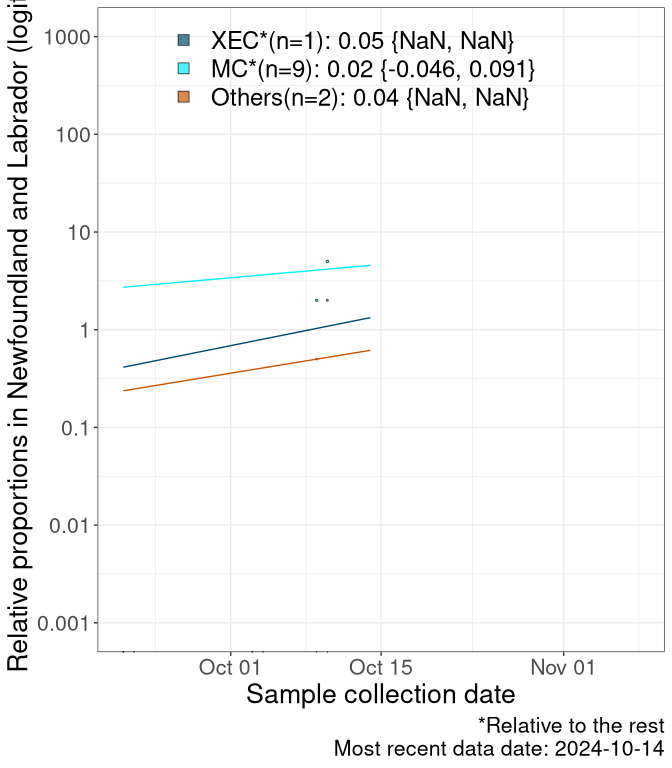 Relative proportions in Newfoundland and Labrador (logit
1000
100
10
1
0.1
0.01
0.001
XEC*(n=1): 0.05 {NaN, NaN}
MC*(n=9): 0.02 {-0.046, 0.091}
Others(n=2): 0.04 {NaN, NaN}
Oct 01
Oct 15
Nov 01
Sample collection date
*Relative to the rest
Most recent data date: 2024-10-14